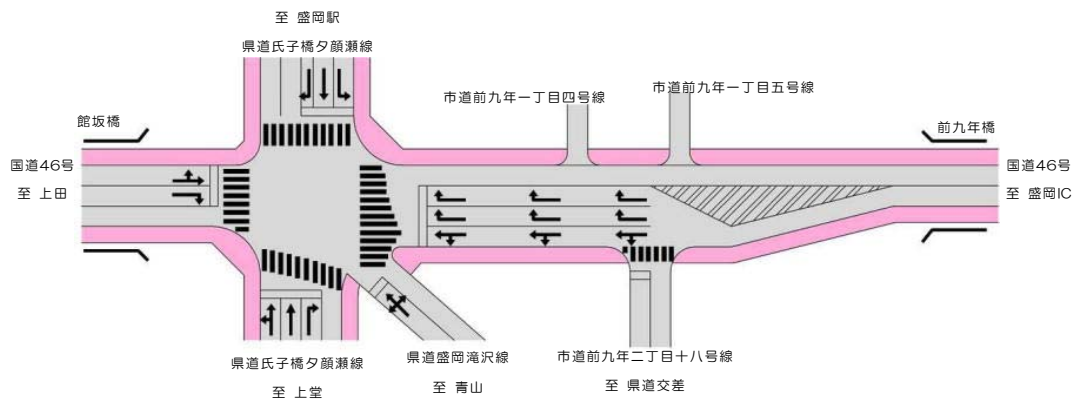 至 盛岡駅
県道氏子橋夕顔瀬線
市道前九年一丁目四号線
市道前九年一丁目五号線
館坂橋
前九年橋
国道46号
至 上田
国道46号
至 盛岡IC
県道氏子橋夕顔瀬線
至 上堂
県道盛岡滝沢線
至 青山
市道前九年二丁目十八号線
至 県道交差